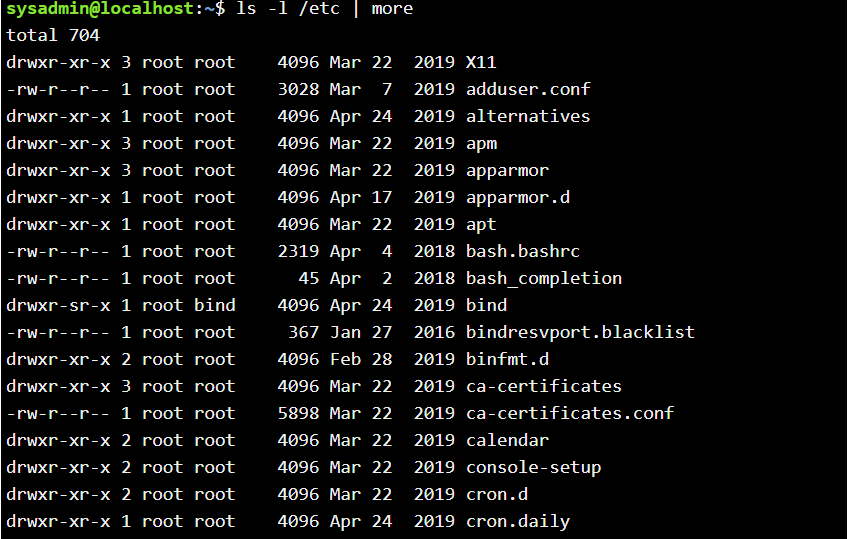 sysadmin@localhost:~$ ls -l /etc | more
total 704
drwxr-xr-x 3 root root    4096 Mar 22  2019 X11
-rw-r--r-- 1 root root    3028 Mar  7  2019 adduser.conf
drwxr-xr-x 1 root root    4096 Apr 24  2019 alternatives
drwxr-xr-x 3 root root    4096 Mar 22  2019 apm
drwxr-xr-x 3 root root    4096 Mar 22  2019 apparmor
drwxr-xr-x 1 root root    4096 Apr 17  2019 apparmor.d
drwxr-xr-x 1 root root    4096 Mar 22  2019 apt
-rw-r--r-- 1 root root    2319 Apr  4  2018 bash.bashrc
-rw-r--r-- 1 root root      45 Apr  2  2018 bash_completion
drwxr-sr-x 1 root bind    4096 Apr 24  2019 bind
-rw-r--r-- 1 root root     367 Jan 27  2016 bindresvport.blacklist
drwxr-xr-x 2 root root    4096 Feb 28  2019 binfmt.d
drwxr-xr-x 3 root root    4096 Mar 22  2019 ca-certificates
-rw-r--r-- 1 root root    5898 Mar 22  2019 ca-certificates.conf
drwxr-xr-x 2 root root    4096 Mar 22  2019 calendar
drwxr-xr-x 2 root root    4096 Mar 22  2019 console-setup
drwxr-xr-x 2 root root    4096 Mar 22  2019 cron.d
drwxr-xr-x 1 root root    4096 Apr 24  2019 cron.daily